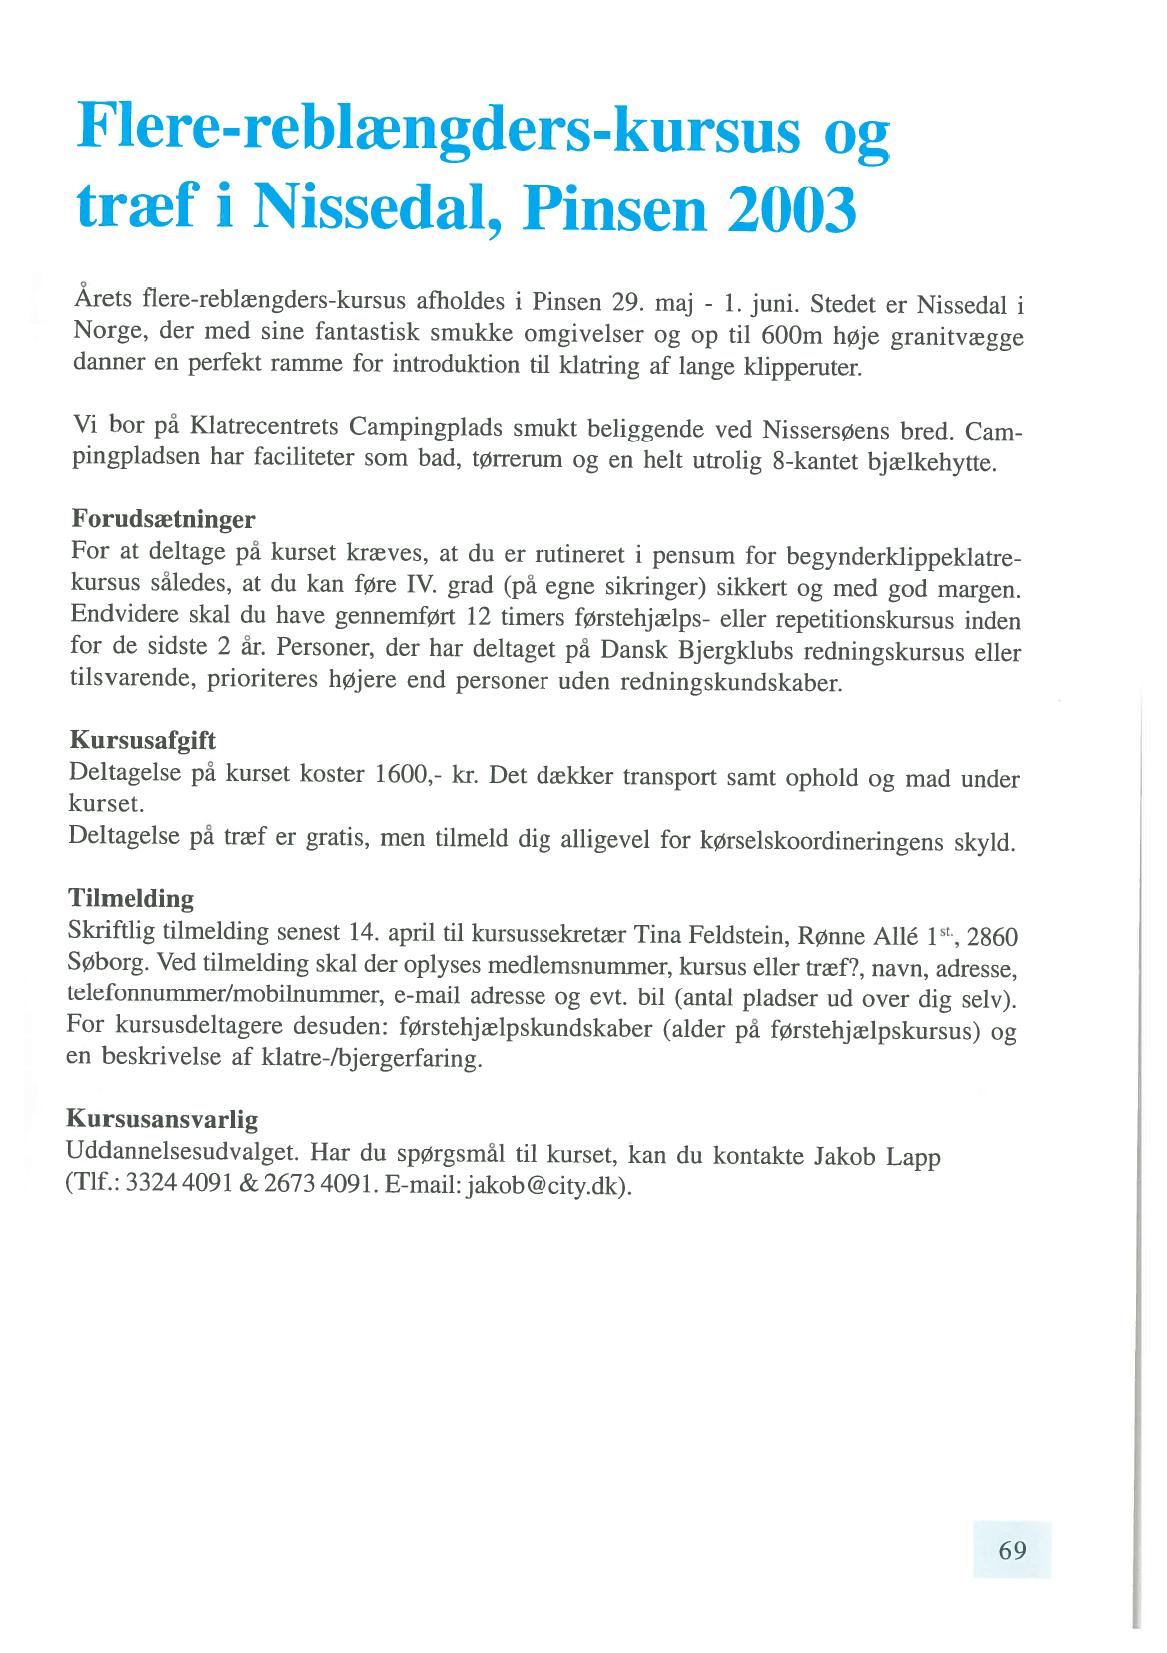 Flere-reblængders-kursus og
træf i Nissedal, Pinsen 2003
Årets flere-reblængders-kursus afholdes i Pinsen 29. maj - 1. juni. Stedet er Nissedal i
Norge, der med sine fantastisk smukke omgivelser og op til 600m høje granitvægge
danner en perfekt ramme for introduktion til klatring af lange klipperuter.
Vi bor på Klatrecentrets Campingplads smukt beliggende ved Nissersøens bred. Cam-
pingpladsen har faciliteter som bad, tørrerum og en helt utrolig 8-kantet bjælkehytte.
Forudsætninger
For at deltage på kurset kræves, at du er rutineret i pensum for begynderklippeklatre-
kursus således, at du kan føre IV. grad (på egne sikringer) sikkert og med god margen.
Endvidere skal du have gennemført 12 timers førstehjælps- eller repetitionskursus inden
for de sidste 2 år. Personer, der har deltaget på Dansk Bjergklubs redningskursus eller
tilsvarende, prioriteres højere end personer uden redningskundskaber.
Kursusafgift
Deltagelse på kurset koster 1600,- kr. Det dækker transport samt ophold og mad under
kurset.
Deltagelse på træf er gratis, men tilmeld dig alligevel for kørselskoordineringens skyld.
Tilmelding
Skriftlig tilmelding senest 14. april til kursussekretær Tina Feldstein, Rønne Allé 1st., 2860
Søborg. Ved tilmelding skal der oplyses medlemsnummer, kursus eller træf?, navn, adresse,
telefonnummer/mobilnummer, e-mail adresse og evt. bil (antal pladser ud over dig selv).
For kursusdeltagere desuden: førstehjælpskundskaber (alder på førstehjælpskursus) og
en beskrivelse af klatre-/bjergerfaring.
Kursusansvarlig
Uddannelsesudvalget. Har du spørgsmål til kurset, kan du kontakte Jakob Lapp
(Tlf.: 3324 4091 & 2673 4091. E-mail: jakob@city.dk).
69